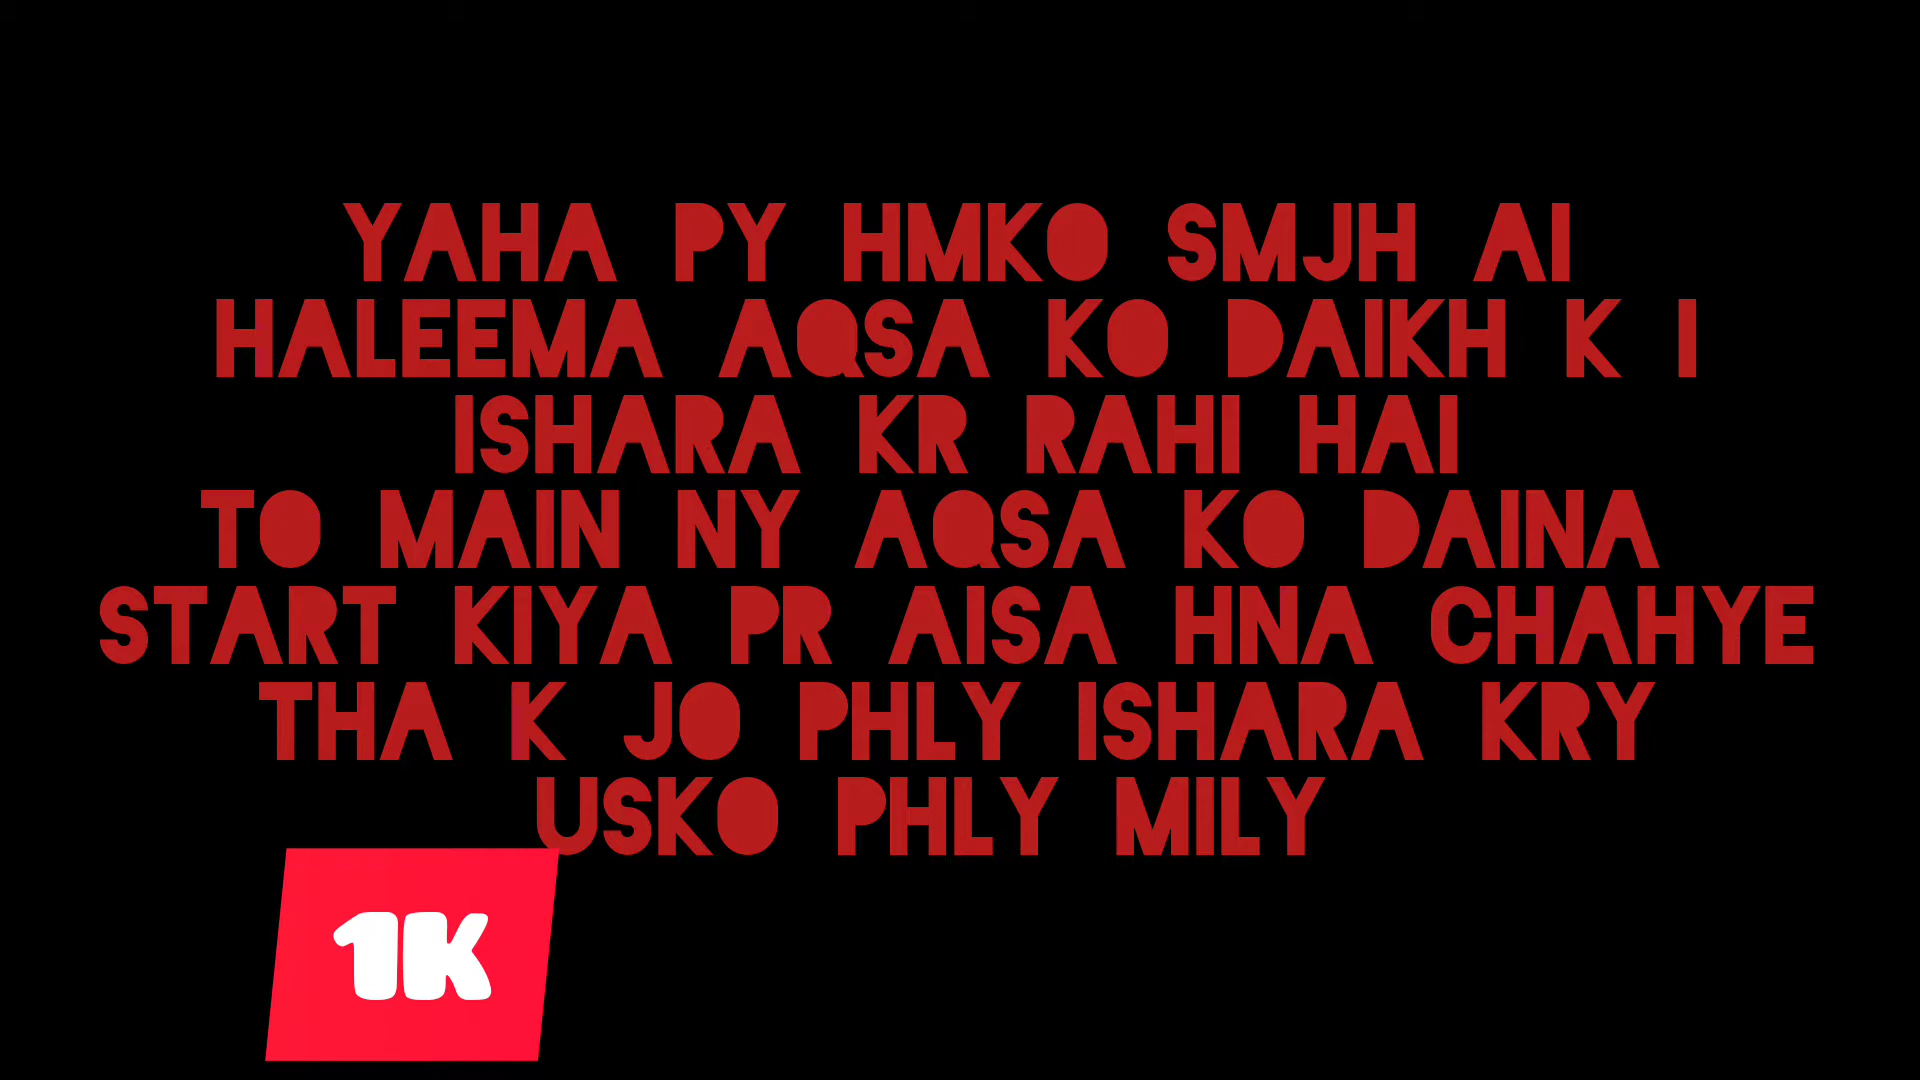 YAHA PY HMKO SMJH AI
HALEEMA AQSA KO DAIKH K I
ISHARA KR RAHI HAI
TO MAIN NY AQSA KO DAINA
START KIYA PR AISA HNA CHAHYE
THA K JO PHLY ISHARA KRY
USKO PHLY MILY
1K